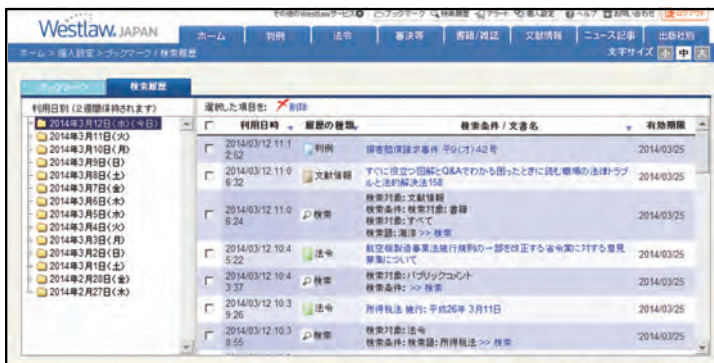 その他のWestlawサービス ブックマーク 検索履歴 アラート 個人設定 ヘルプ お問い合わせ ログアウト
Westlaw. JAPAN
ホーム 判例 法令 審決等 書籍/雑誌 文献情報 ニュース記事 出版社別
ホーム > 個人設定 > ブックマーク / 検索履歴
文字サイズ 小 中 大
ブックマーク 検索履歴
利用日別 (2週間保持されます)
2014年3月12日(水)(今日)
2014年3月11日(火)
2014年3月10日(月)
2014年3月9日(日)
2014年3月8日(土)
2014年3月7日(金)
2014年3月6日(木)
2014年3月5日(水)
2014年3月4日(火)
2014年3月3日(月)
2014年3月2日(日)
2014年3月1日(土)
2014年2月28日(金)
2014年2月27日(木)
選択した項目を: 削除
利用日時 履歴の種類 検索条件 / 文書名 有効期限
2014/03/12 11:1
2:52
判例
損害賠償請求事件 平9(オ)42号
2014/03/25
2014/03/12 11:0
6:32
文献情報
すぐに役立つ図解とQ&Aでわかる困ったときに読む職場の法律トラブ
ルと法的解決法158
2014/03/25
2014/03/12 11:0
6:24
検索
検索対象: 文献情報
検索条件: 検索対象: 書籍
検索対象: すべて
検索語: >> 検索
2014/03/25
2014/03/12 10:4
5:22
法令
航空機製造事業法施行規則の一部を改正する省令案に対する意見
募集について
2014/03/25
2014/03/12 10:4
3:37
検索
検索対象: パブリックコメント
検索条件: >> 検索
2014/03/25
2014/03/12 10:3
9:26
法令
所得税法 施行: 平成26年 3月11日
2014/03/25
2014/03/12 10:3
8:55
検索
検索対象: 法令
検索条件: 検索語: 所得税法 >> 検索
2014/03/25